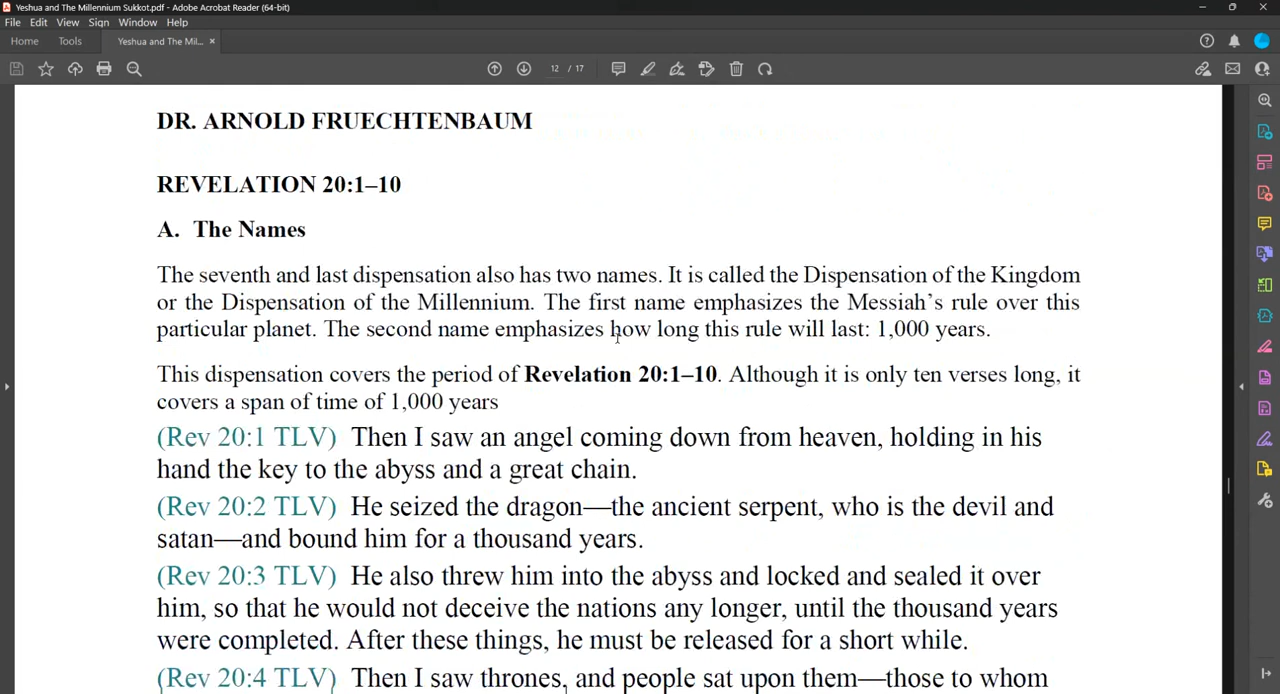 Yeshua and The Millennium Sukkot.pdf - Adobe Acrobat Reader (64-bit)
File Edit View Sign Window Help
Home Tools Yeshua and The Mil... ×
12 / 17
DR. ARNOLD FRUECHTENBAUM
REVELATION 20:1–10
A. The Names
The seventh and last dispensation also has two names. It is called the Dispensation of the Kingdom
or the Dispensation of the Millennium. The first name emphasizes the Messiah’s rule over this
particular planet. The second name emphasizes how long this rule will last: 1,000 years.
This dispensation covers the period of Revelation 20:1–10. Although it is only ten verses long, it
covers a span of time of 1,000 years
(Rev 20:1 TLV) Then I saw an angel coming down from heaven, holding in his
hand the key to the abyss and a great chain.
(Rev 20:2 TLV) He seized the dragon—the ancient serpent, who is the devil and
satan—and bound him for a thousand years.
(Rev 20:3 TLV) He also threw him into the abyss and locked and sealed it over
him, so that he would not deceive the nations any longer, until the thousand years
were completed. After these things, he must be released for a short while.
(Rev 20:4 TLV) Then I saw thrones, and people sat upon them—those to whom